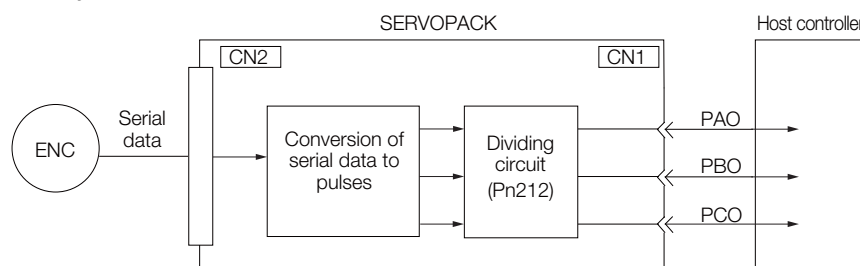 SERVOPACK
Host controller
CN2
CN1
Serial
data
ENC
Conversion of
serial data to
pulses
Dividing
circuit
(Pn212)
PAO
PBO
PCO